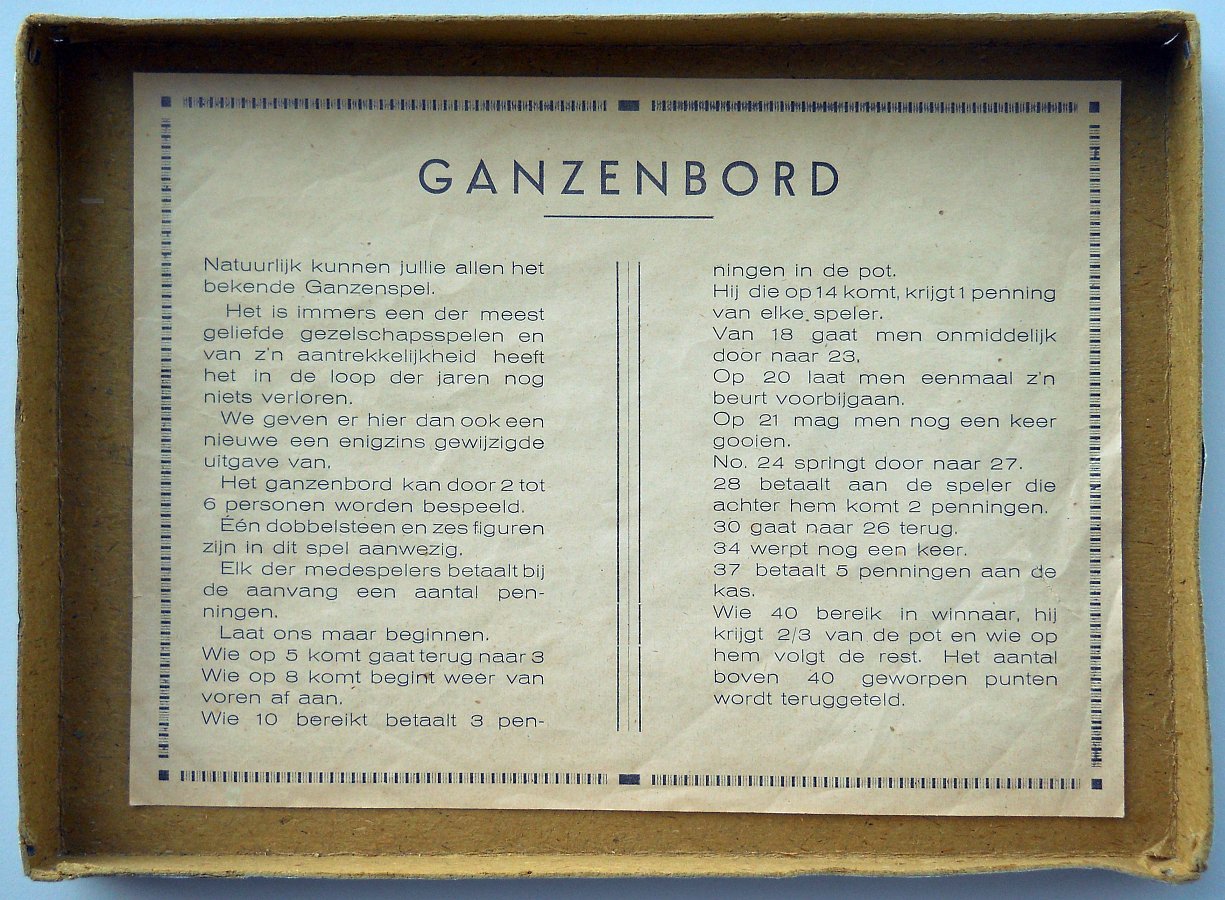 GANZENBORD
Natuurlijk kunnen jullie allen het
bekende Ganzenspel.
Het is immers een der meest
geliefde gezelschapsspelen en
van z'n aantrekkelijkheid heeft
het in de loop der jaren nog
niets verloren.
We geven er hier dan ook een
nieuwe een enigzins gewijzigde
uitgave van.
Het ganzenbord kan door 2 tot
6 personen worden bespeeld.
Één dobbelsteen en zes figuren
zijn in dit spel aanwezig.
Elk der medespelers betaalt bij
de aanvang een aantal pen-
ningen.
Laat ons maar beginnen.
Wie op 5 komt gaat terug naar 3
Wie op 8 komt begint weer van
voren af aan.
Wie 10 bereikt betaalt 3 pen-
ningen in de pot.
Hij die op 14 komt, krijgt 1 penning
van elke speler.
Van 18 gaat men onmiddelijk
door naar 23.
Op 20 laat men eenmaal z'n
beurt voorbijgaan.
Op 21 mag men nog een keer
gooien.
No. 24 springt door naar 27.
28 betaalt aan de speler die
achter hem komt 2 penningen.
30 gaat naar 26 terug.
34 werpt nog een keer.
37 betaalt 5 penningen aan de
kas.
Wie 40 bereik in winnaar, hij
krijgt 2/3 van de pot en wie op
hem volgt de rest. Het aantal
boven 40 geworpen punten
wordt teruggeteld.